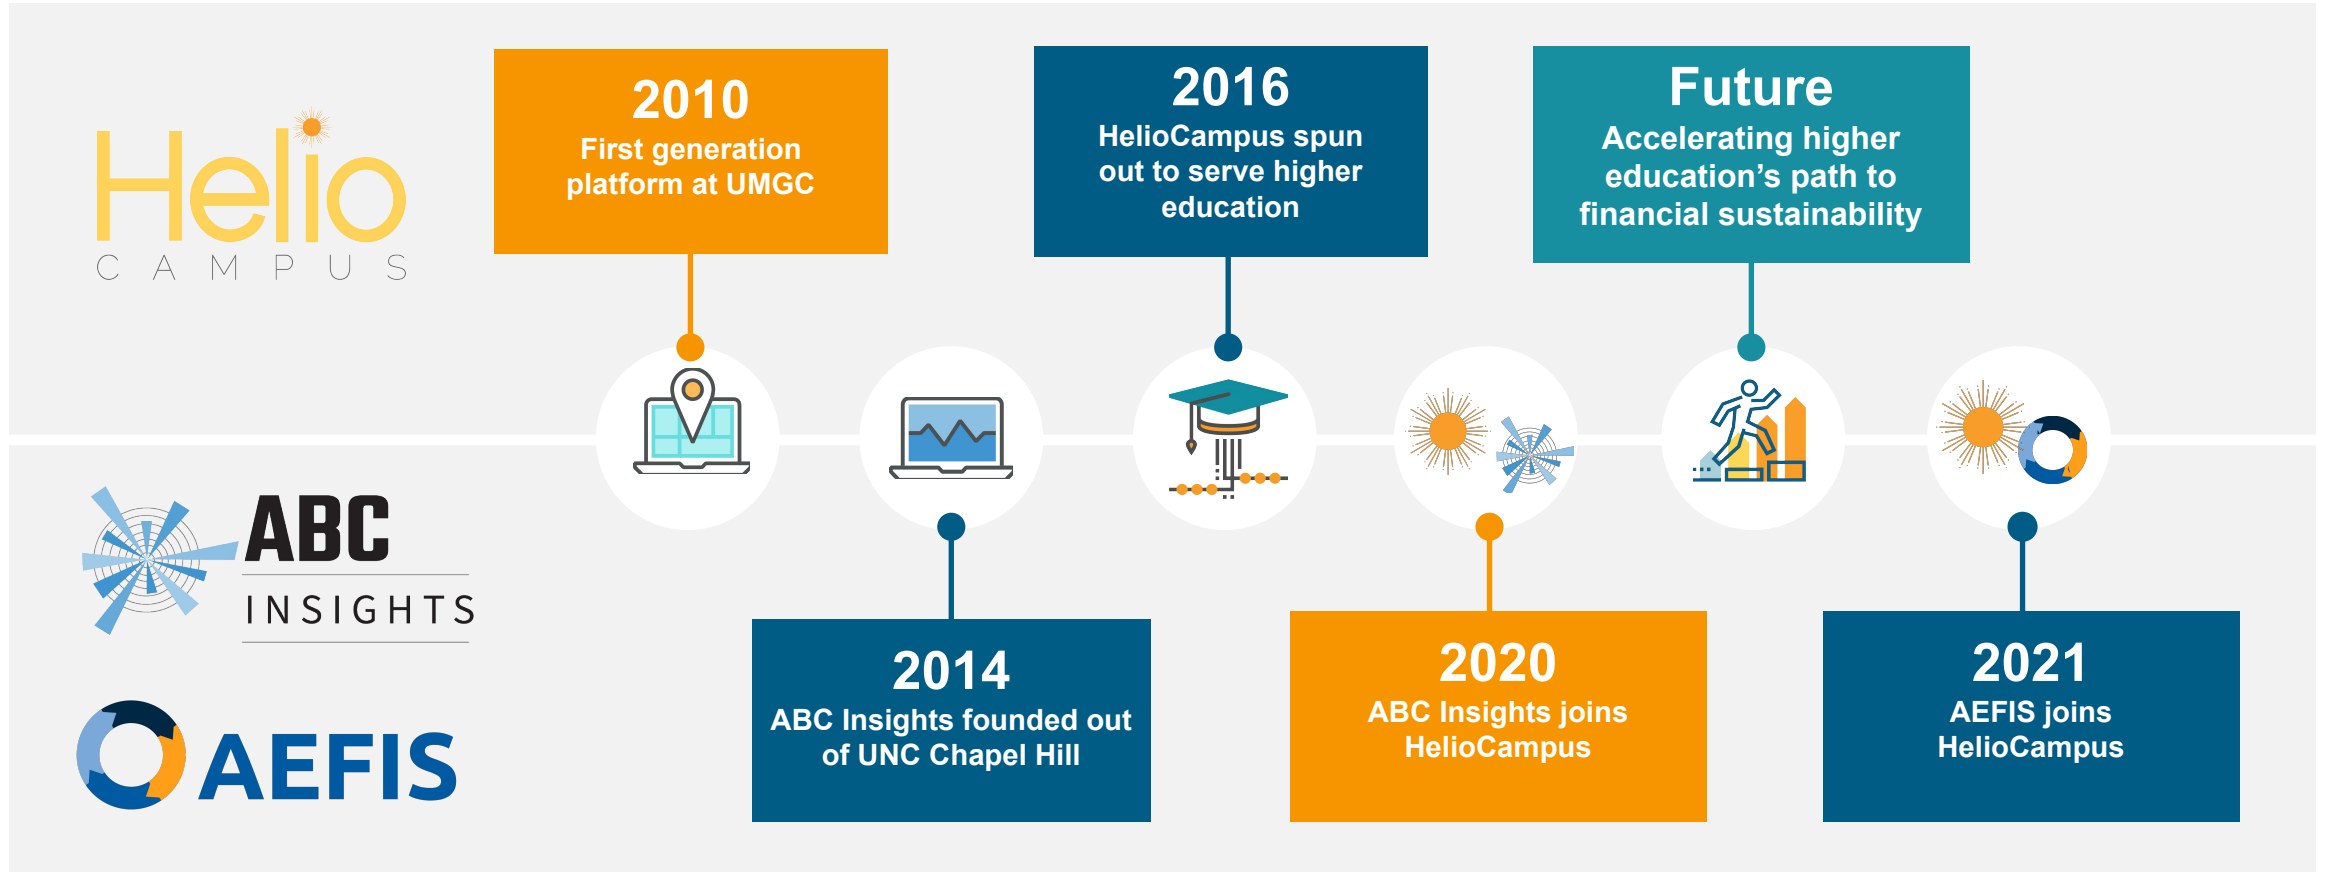 Helio
CAMPUS
2010
First generation
platform at UMGC
2016
HelioCampus spun
out to serve higher
education
Future
Accelerating higher
education’s path to
financial sustainability
ABC
INSIGHTS
AEFIS
2014
ABC Insights founded out
of UNC Chapel Hill
2020
ABC Insights joins
HelioCampus
2021
AEFIS joins
HelioCampus